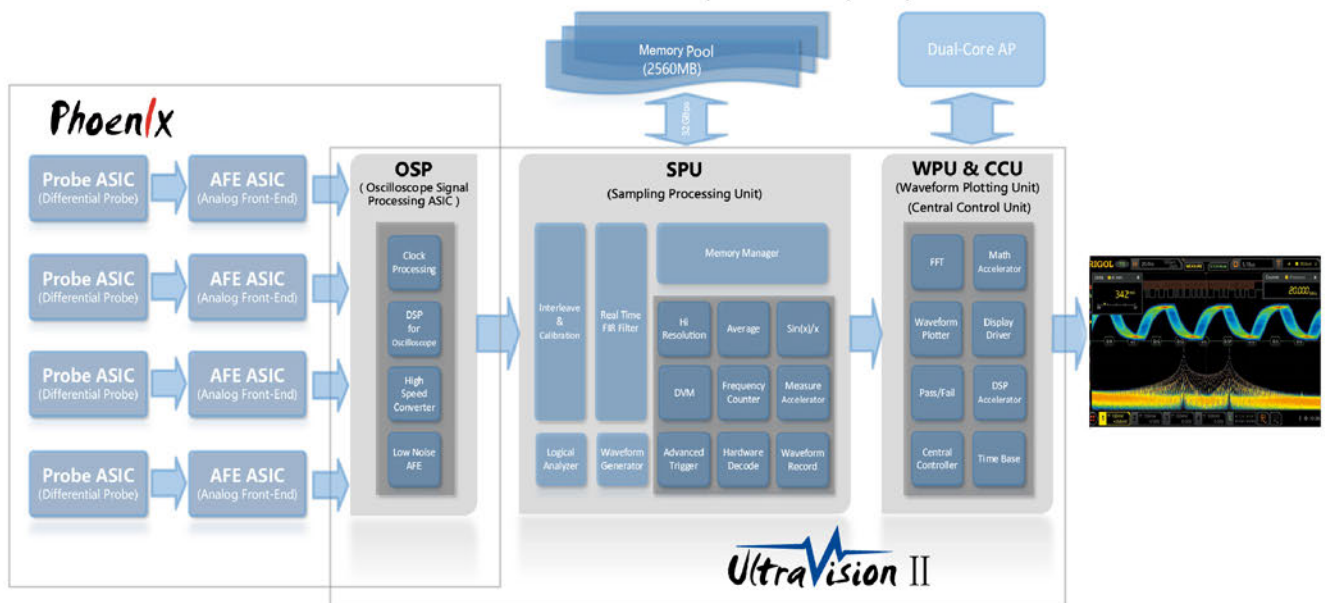 Memory Pool
(2560MB)
Dual-Core AP
Phoenix
Probe ASIC
(Differential Probe)
AFE ASIC
(Analog Front-End)
Probe ASIC
(Differential Probe)
AFE ASIC
(Analog Front-End)
Probe ASIC
(Differential Probe)
AFE ASIC
(Analog Front-End)
Probe ASIC
(Differential Probe)
AFE ASIC
(Analog Front-End)
OSP
( Oscilloscope Signal
Processing ASIC )
Clock
Processing
DSP
for
Oscilloscope
High
Speed
Converter
Low Noise
AFE
SPU
(Sampling Processing Unit)
Interleave
&
Calibration
Real Time
FIR Filter
Memory Manager
Hi
Resolution
Average
Sin(x)/x
DVM
Frequency
Counter
Measure
Accelerator
Logical
Analyzer
Waveform
Generator
Advanced
Trigger
Hardware
Decode
Waveform
Record
WPU & CCU
(Waveform Plotting Unit)
(Central Control Unit)
FFT
Math
Accelerator
Waveform
Plotter
Display
Driver
Pass/Fail
DSP
Accelerator
Central
Controller
Time Base
RIGOL
UltraVision II